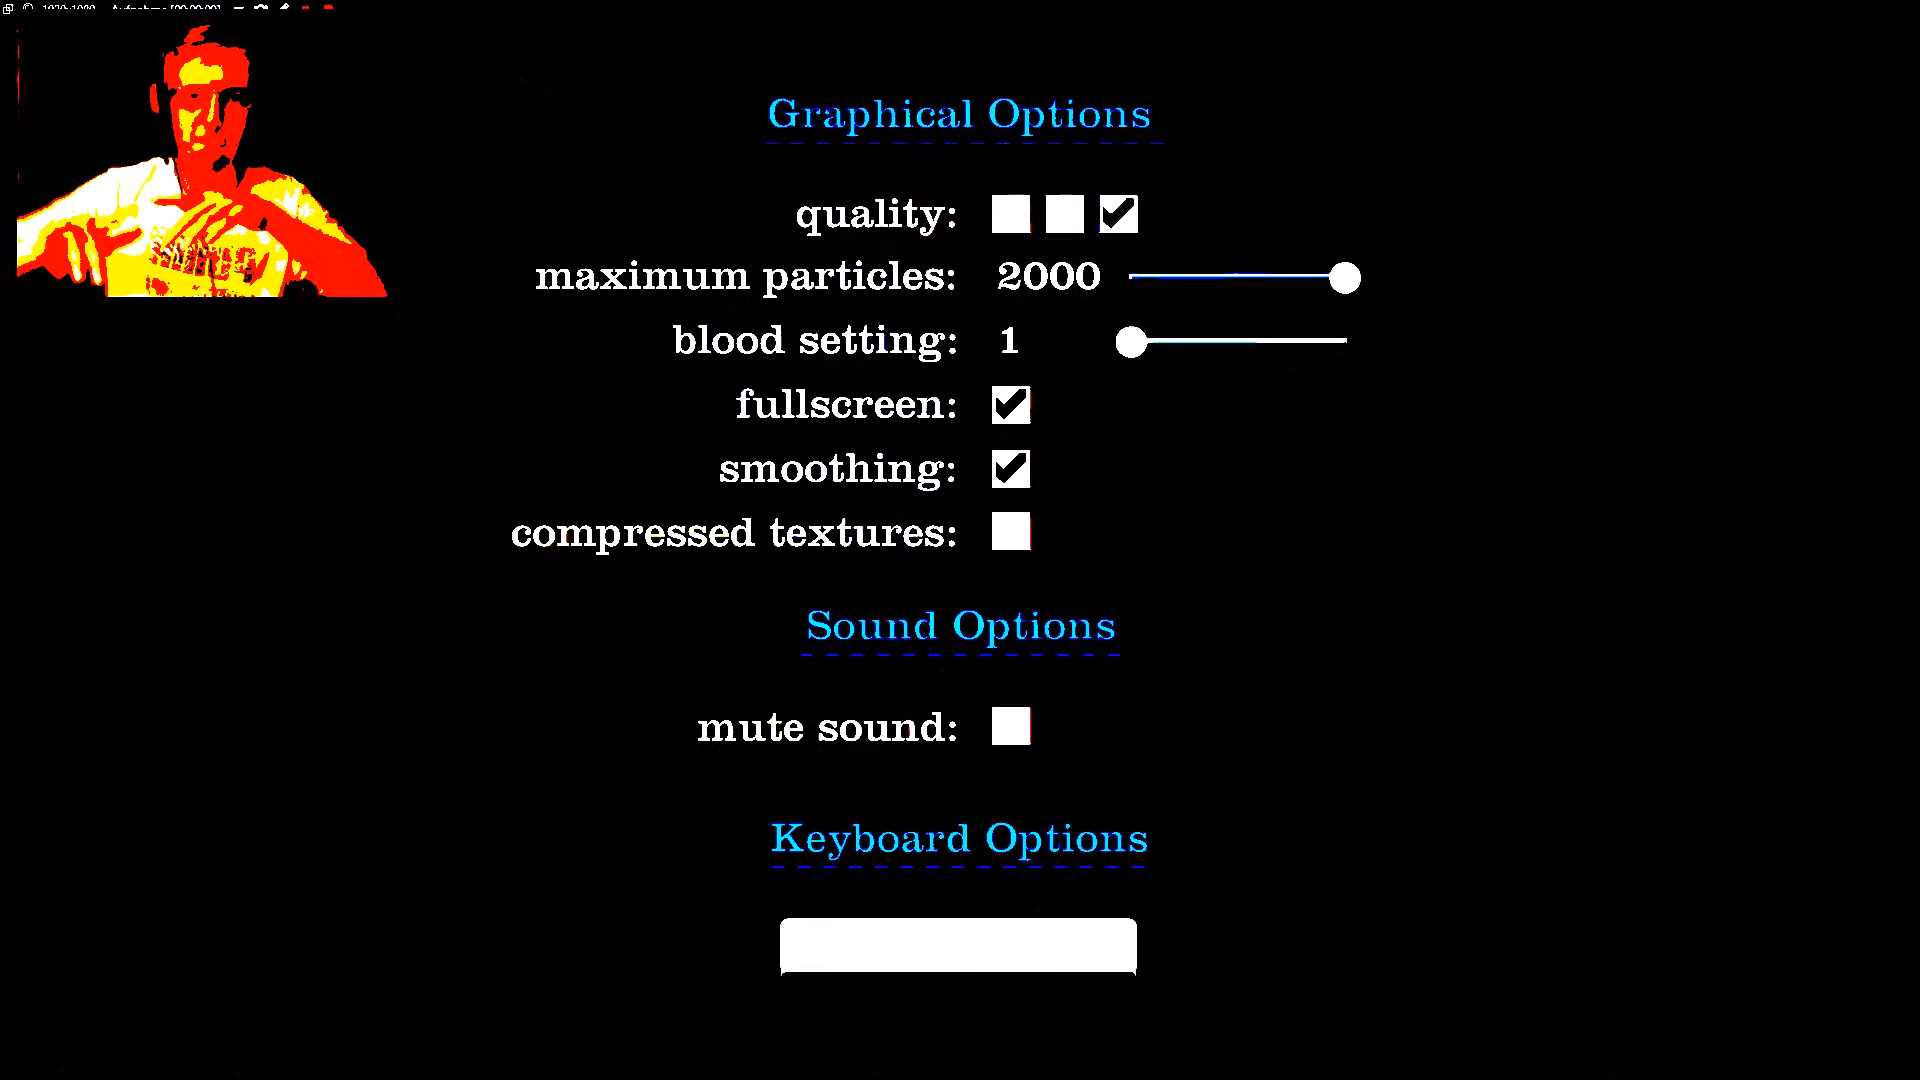 Graphical Options
quality:
maximum particles: 2000
blood setting: 1
fullscreen:
smoothing:
compressed textures:
Sound Options
mute sound:
Keyboard Options